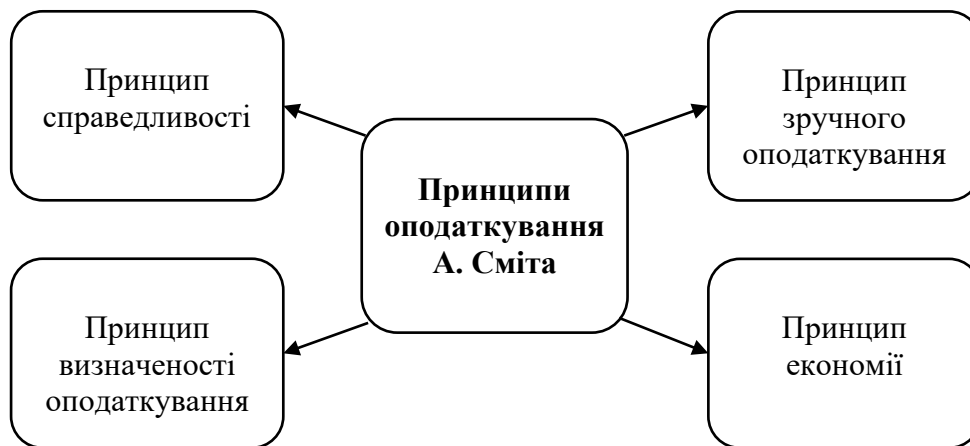 Принцип
справедливості
Принцип
зручного
оподаткування
Принципи
оподаткування
А. Сміта
Принцип
визначеності
оподаткування
Принцип
економії